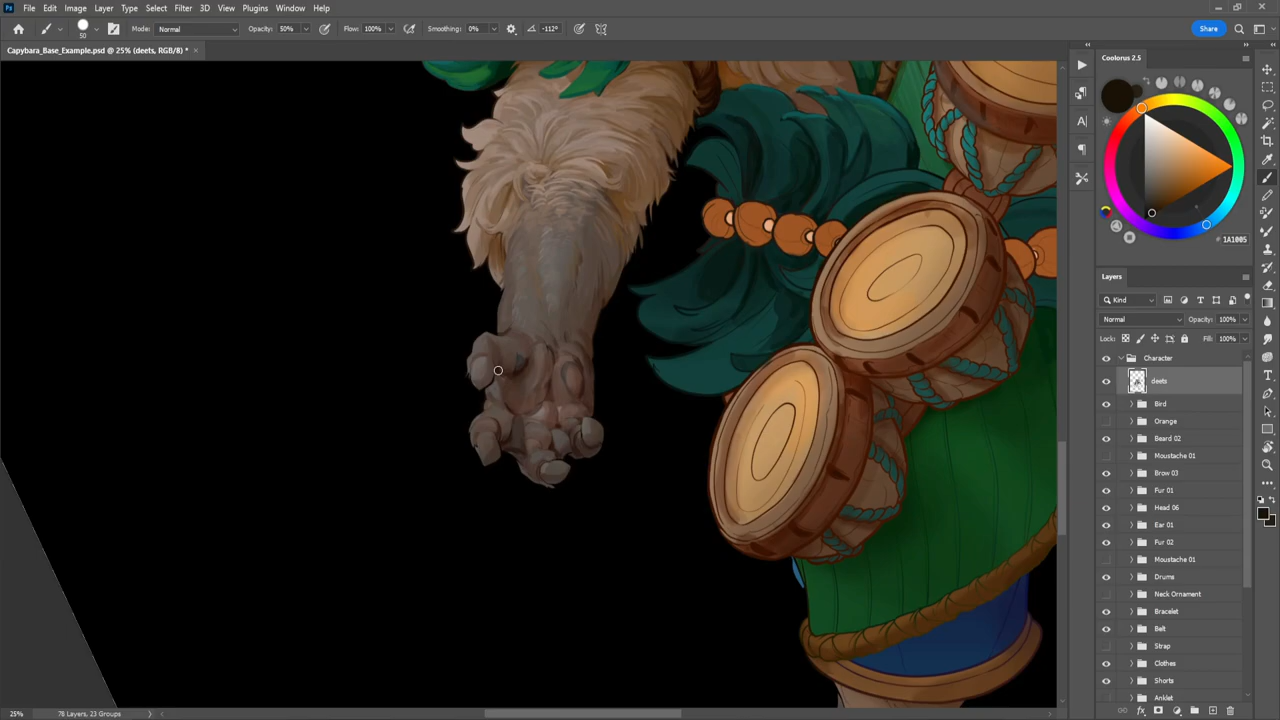 File Edit Image Layer Type Select Filter 3D View Plugins Window Help
50 Mode: Normal Opacity: 50% Flow: 100% Smoothing: 0% -112° Share
Capybara_Base_Example.psd @ 25% (deets, RGB/8) *
Coolorus 2.5
# 1A1005
Layers
Kind
Normal Opacity: 100%
Lock: Fill: 100%
Character
deets
Bird
Orange
Beard 02
Moustache 01
Brow 03
Fur 01
Head 06
Ear 01
Fur 02
Moustache 01
Drums
Neck Ornament
Bracelet
Belt
Strap
Clothes
Shorts
Anklet
25% 78 Layers, 23 Groups